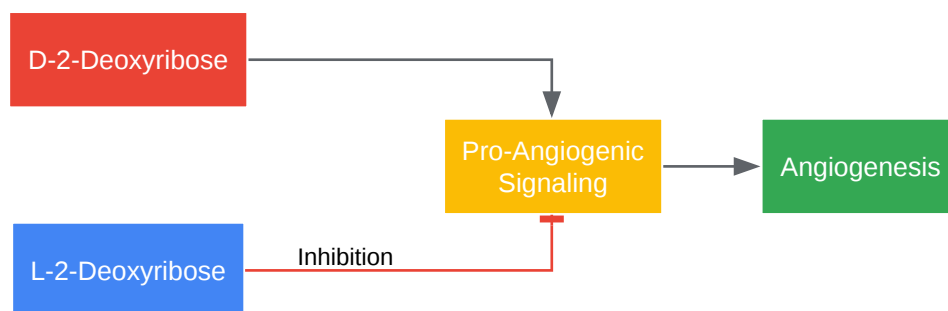 D-2-Deoxyribose
Pro-Angiogenic
Signaling
Angiogenesis
L-2-Deoxyribose
Inhibition